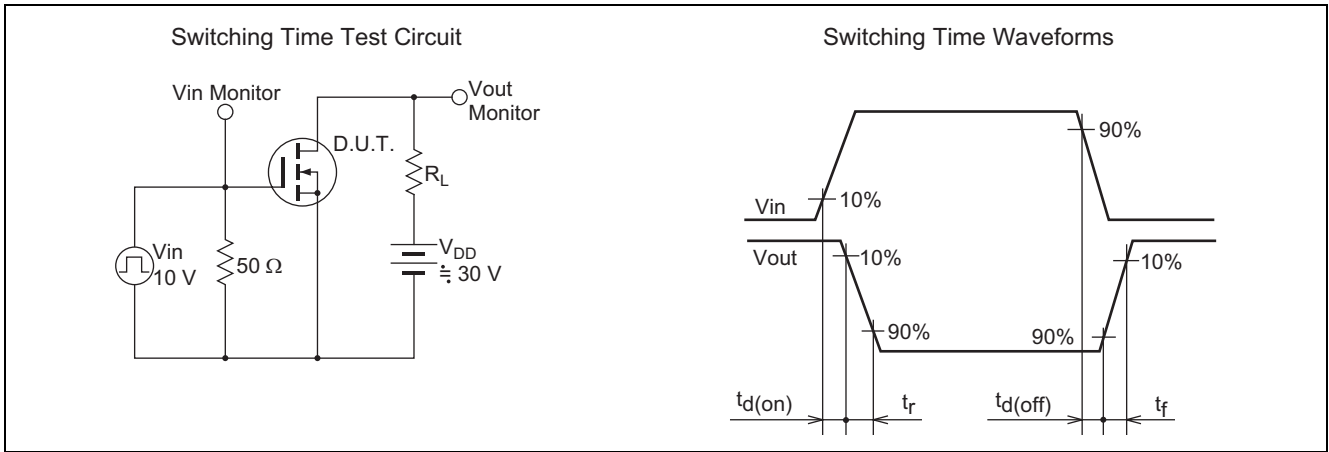 Switching Time Test Circuit
Vin Monitor
Vout
Monitor
D.U.T.
RL
Vin
10 V
50 Ω
VDD
≒ 30 V
Switching Time Waveforms
90%
Vin
10%
Vout
10%
10%
90%
90%
td(on)
tr
td(off)
tf